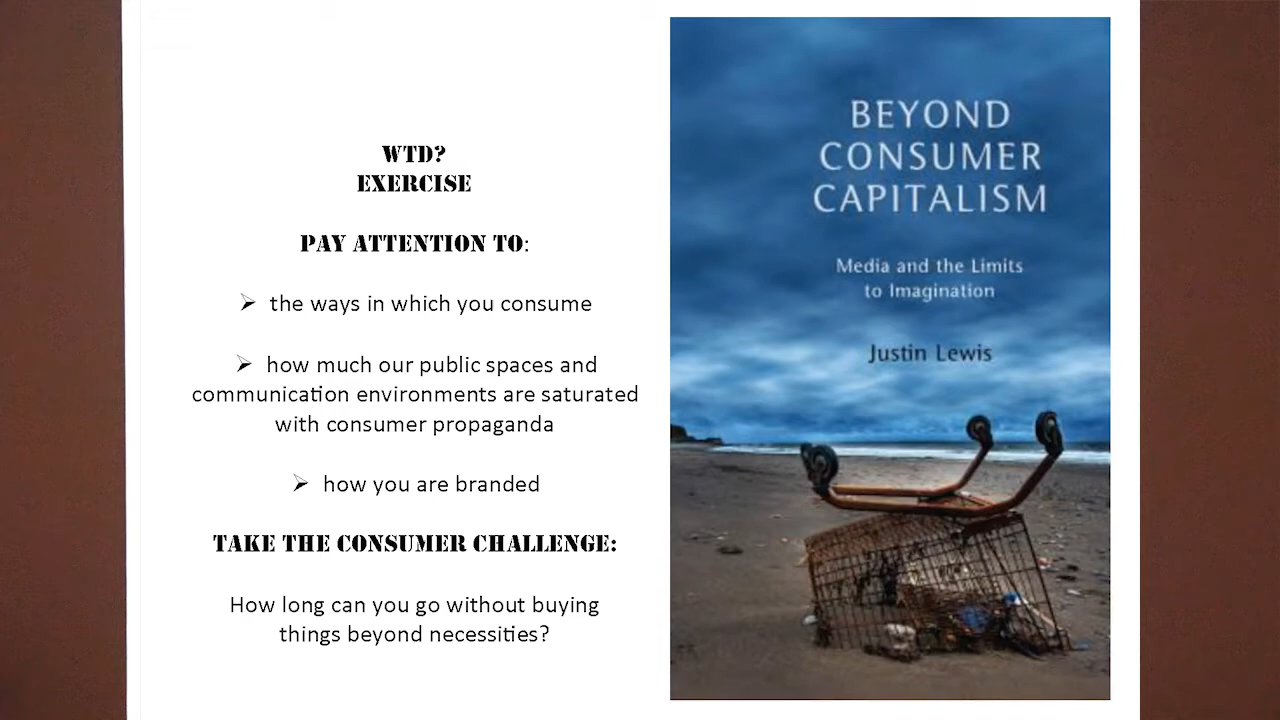 WTD?
EXERCISE
PAY ATTENTION TO:
➢ the ways in which you consume
➢ how much our public spaces and
communication environments are saturated
with consumer propaganda
➢ how you are branded
TAKE THE CONSUMER CHALLENGE:
How long can you go without buying
things beyond necessities?
BEYOND
CONSUMER
CAPITALISM
Media and the Limits
to Imagination
Justin Lewis